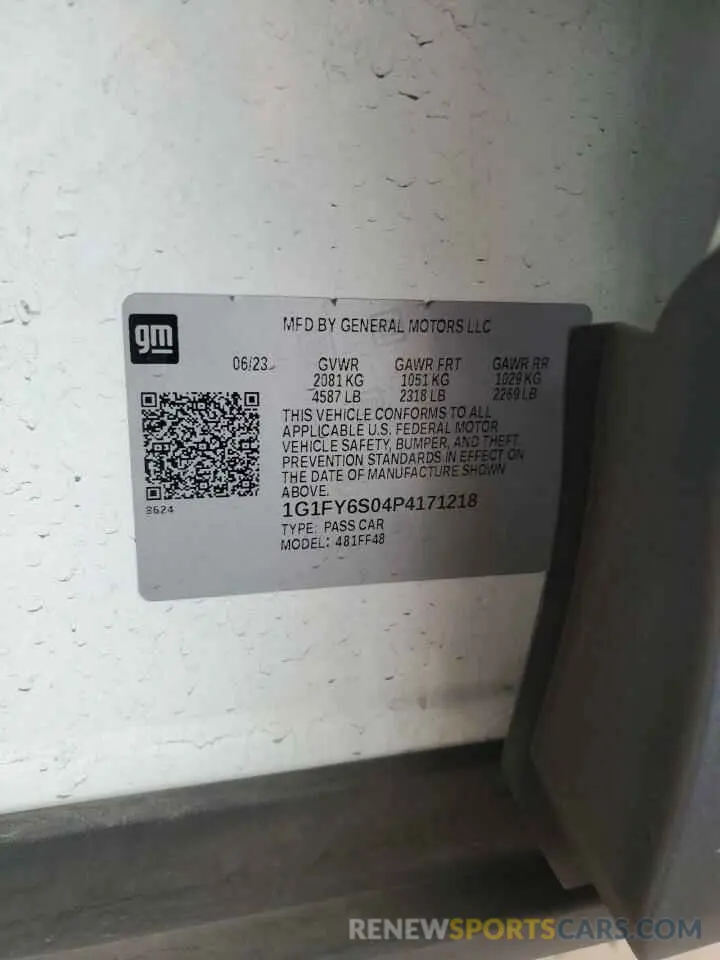 gm
MFD BY GENERAL MOTORS LLC
06/23 GVWR GAWR FRT GAWR RR
2081 KG 1051 KG 1029 KG
4587 LB 2318 LB 2269 LB
THIS VEHICLE CONFORMS TO ALL
APPLICABLE U.S. FEDERAL MOTOR
VEHICLE SAFETY, BUMPER, AND THEFT
PREVENTION STANDARDS IN EFFECT ON
THE DATE OF MANUFACTURE SHOWN
ABOVE.
8624
1G1FY6S04P4171218
TYPE: PASS CAR
MODEL: 481FF48
RENEWSPORTSCARS.COM